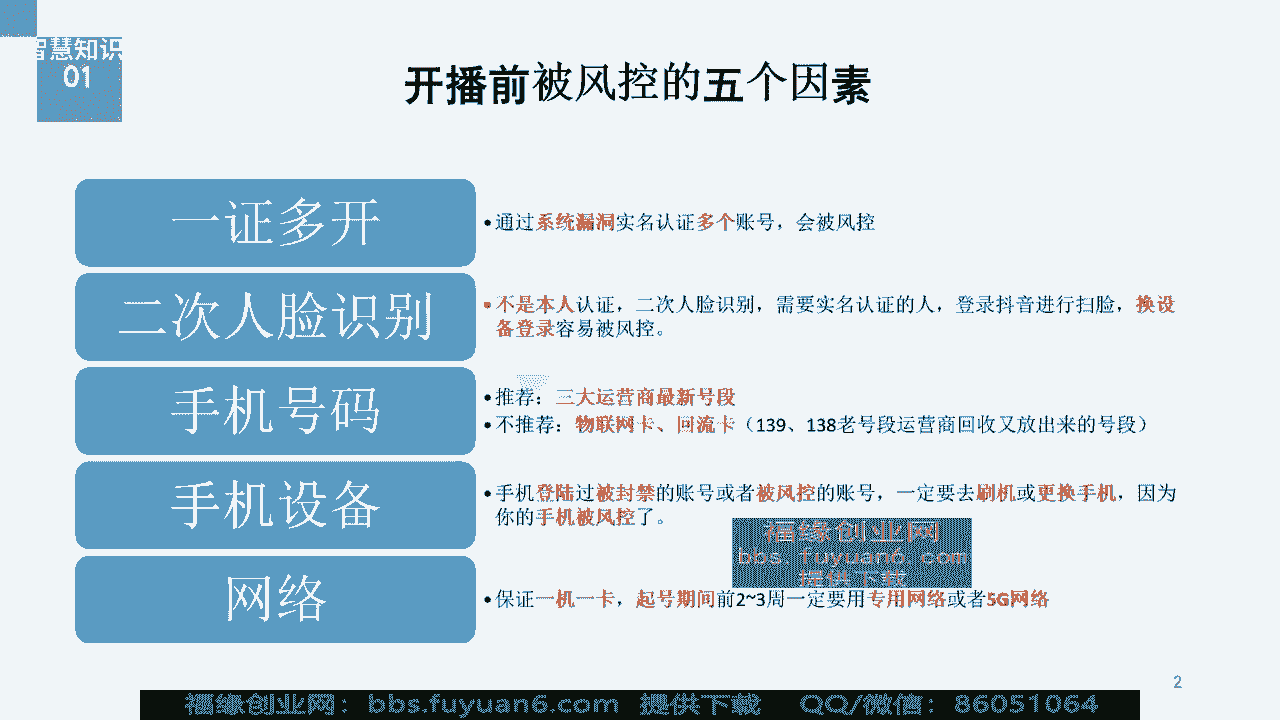 智慧知识
01
开播前被风控的五个因素
一证多开
•通过系统漏洞实名认证多个账号，会被风控
二次人脸识别
•不是本人认证，二次人脸识别，需要实名认证的人，登录抖音进行扫脸，换设
备登录容易被风控。
手机号码
•推荐：三大运营商最新号段
•不推荐：物联网卡、回流卡（139、138老号段运营商回收又放出来的号段）
手机设备
•手机登陆过被封禁的账号或者被风控的账号，一定要去刷机或更换手机，因为
你的手机被风控了。
福缘创业网
bbs.fuyuan6.com
提供下载
网络
•保证一机一卡，起号期间前2~3周一定要用专用网络或者5G网络
2
福缘创业网：bbs.fuyuan6.com 提供下载 QQ/微信：86051064